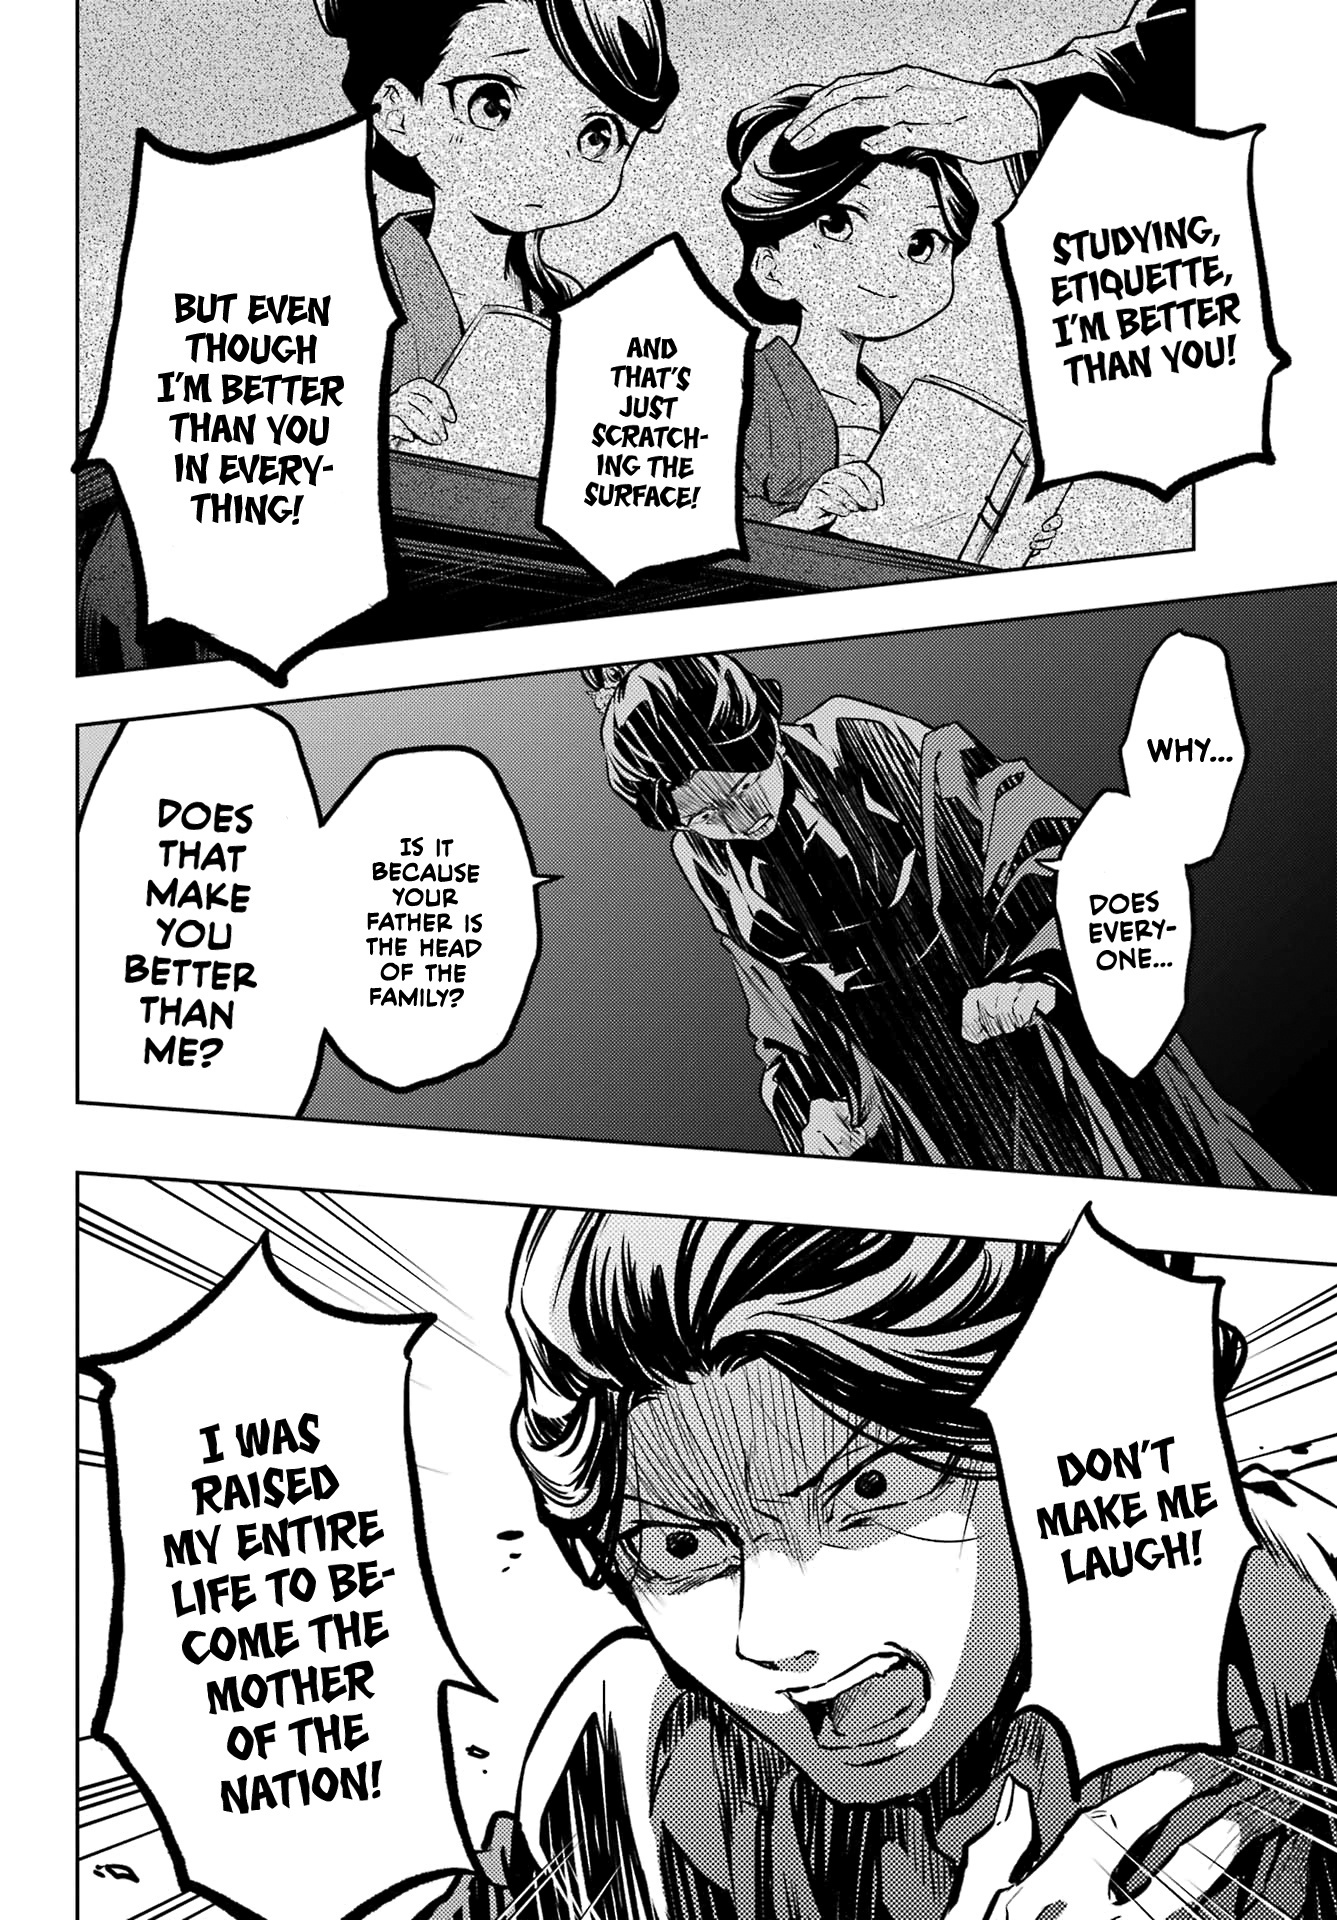 STUDYING,
ETIQUETTE,
I'M BETTER
THAN YOU!
AND
THAT'S
JUST
SCRATCH-
ING THE
SURFACE!
BUT EVEN
THOUGH
I'M BETTER
THAN YOU
IN EVERY-
THING!
WHY...
DOES
EVERY-
ONE...
IS IT
BECAUSE
YOUR
FATHER IS
THE HEAD
OF THE
FAMILY?
DOES
THAT
MAKE
YOU
BETTER
THAN
ME?
DON'T
MAKE ME
LAUGH!
I WAS
RAISED
MY ENTIRE
LIFE TO BE-
COME THE
MOTHER
OF THE
NATION!